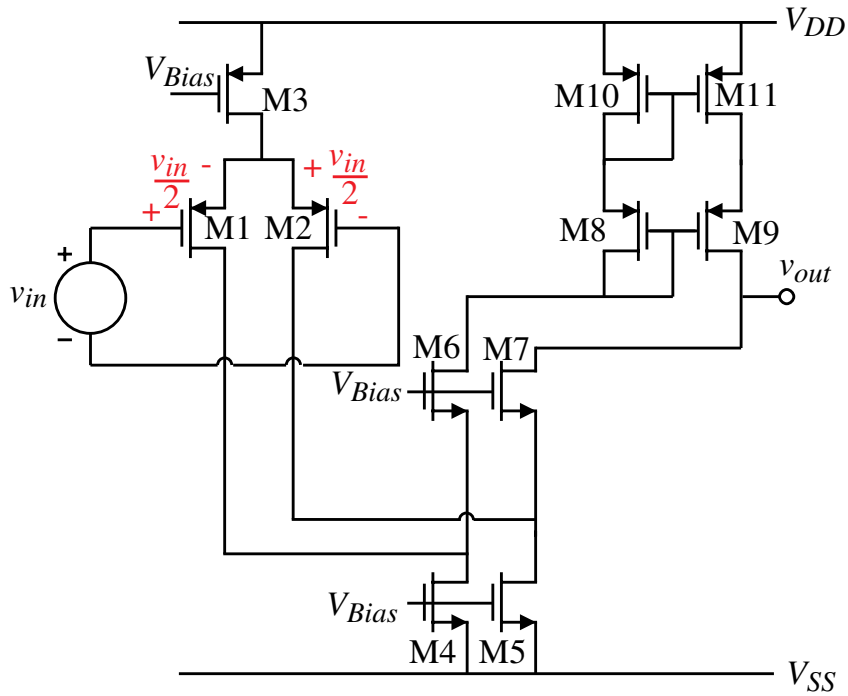 V_DD
V_Bias
M3
M10
M11
v_in/2
-
+
v_in/2
+
M1
M2
-
M8
M9
+
v_in
-
v_out
M6
M7
V_Bias
V_Bias
M4
M5
V_SS